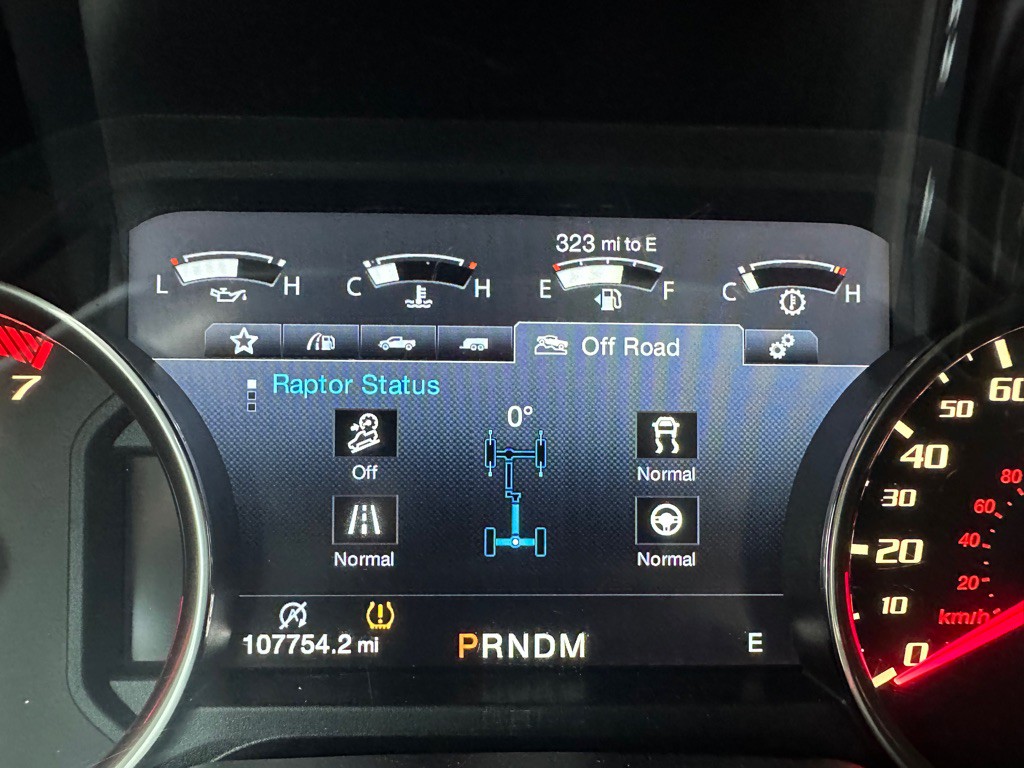 323 mi to E
L H
C H
E F
C H
Off Road
Raptor Status
0°
Off
Normal
Normal
Normal
107754.2 mi
PRNDM
E
7
60
50
40
30
20
10
0
80
60
40
20
km/h